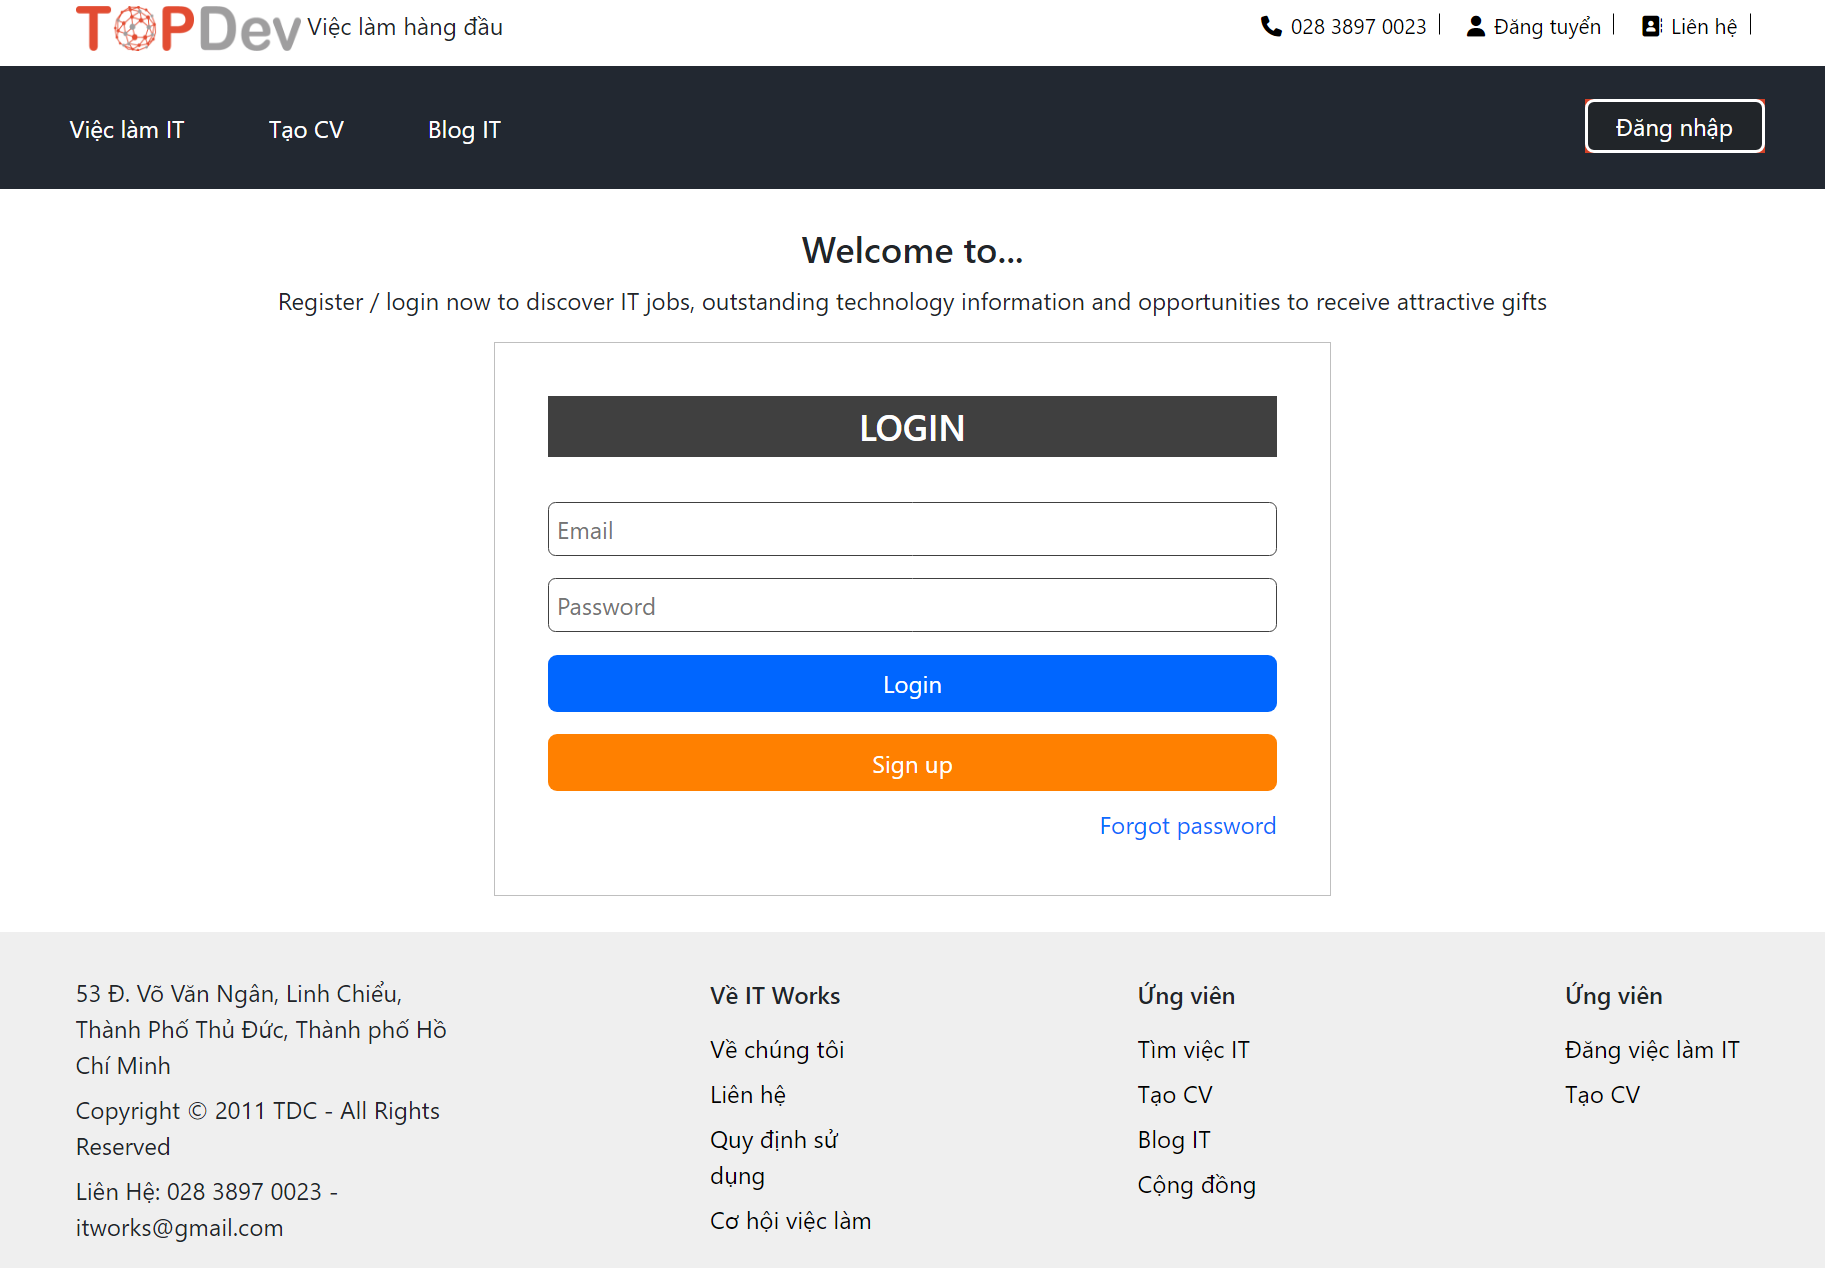 TOPDev Việc làm hàng đầu
028 3897 0023
Đăng tuyển
Liên hệ
Việc làm IT
Tạo CV
Blog IT
Đăng nhập
Welcome to...
Register / login now to discover IT jobs, outstanding technology information and opportunities to receive attractive gifts
LOGIN
Email
Password
Login
Sign up
Forgot password
53 Đ. Võ Văn Ngân, Linh Chiểu,
Thành Phố Thủ Đức, Thành phố Hồ
Chí Minh
Copyright © 2011 TDC - All Rights
Reserved
Liên Hệ: 028 3897 0023 -
itworks@gmail.com
Về IT Works
Về chúng tôi
Liên hệ
Quy định sử
dụng
Cơ hội việc làm
Ứng viên
Tìm việc IT
Tạo CV
Blog IT
Cộng đồng
Ứng viên
Đăng việc làm IT
Tạo CV